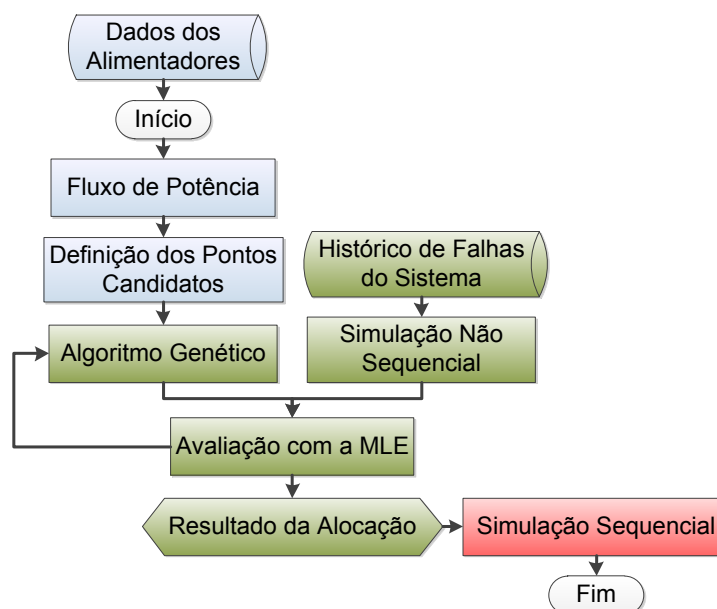 Dados dos
Alimentadores
Início
Fluxo de Potência
Definição dos Pontos
Candidatos
Histórico de Falhas
do Sistema
Algoritmo Genético
Simulação Não
Sequencial
Avaliação com a MLE
Resultado da Alocação
Simulação Sequencial
Fim